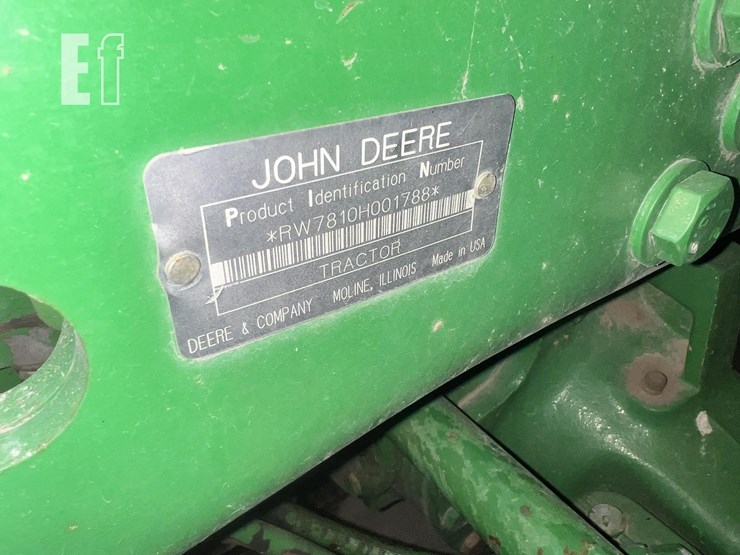 Ef
JOHN DEERE
Product Identification Number
*RW7810H001788*
TRACTOR
DEERE & COMPANY MOLINE, ILLINOIS Made in USA